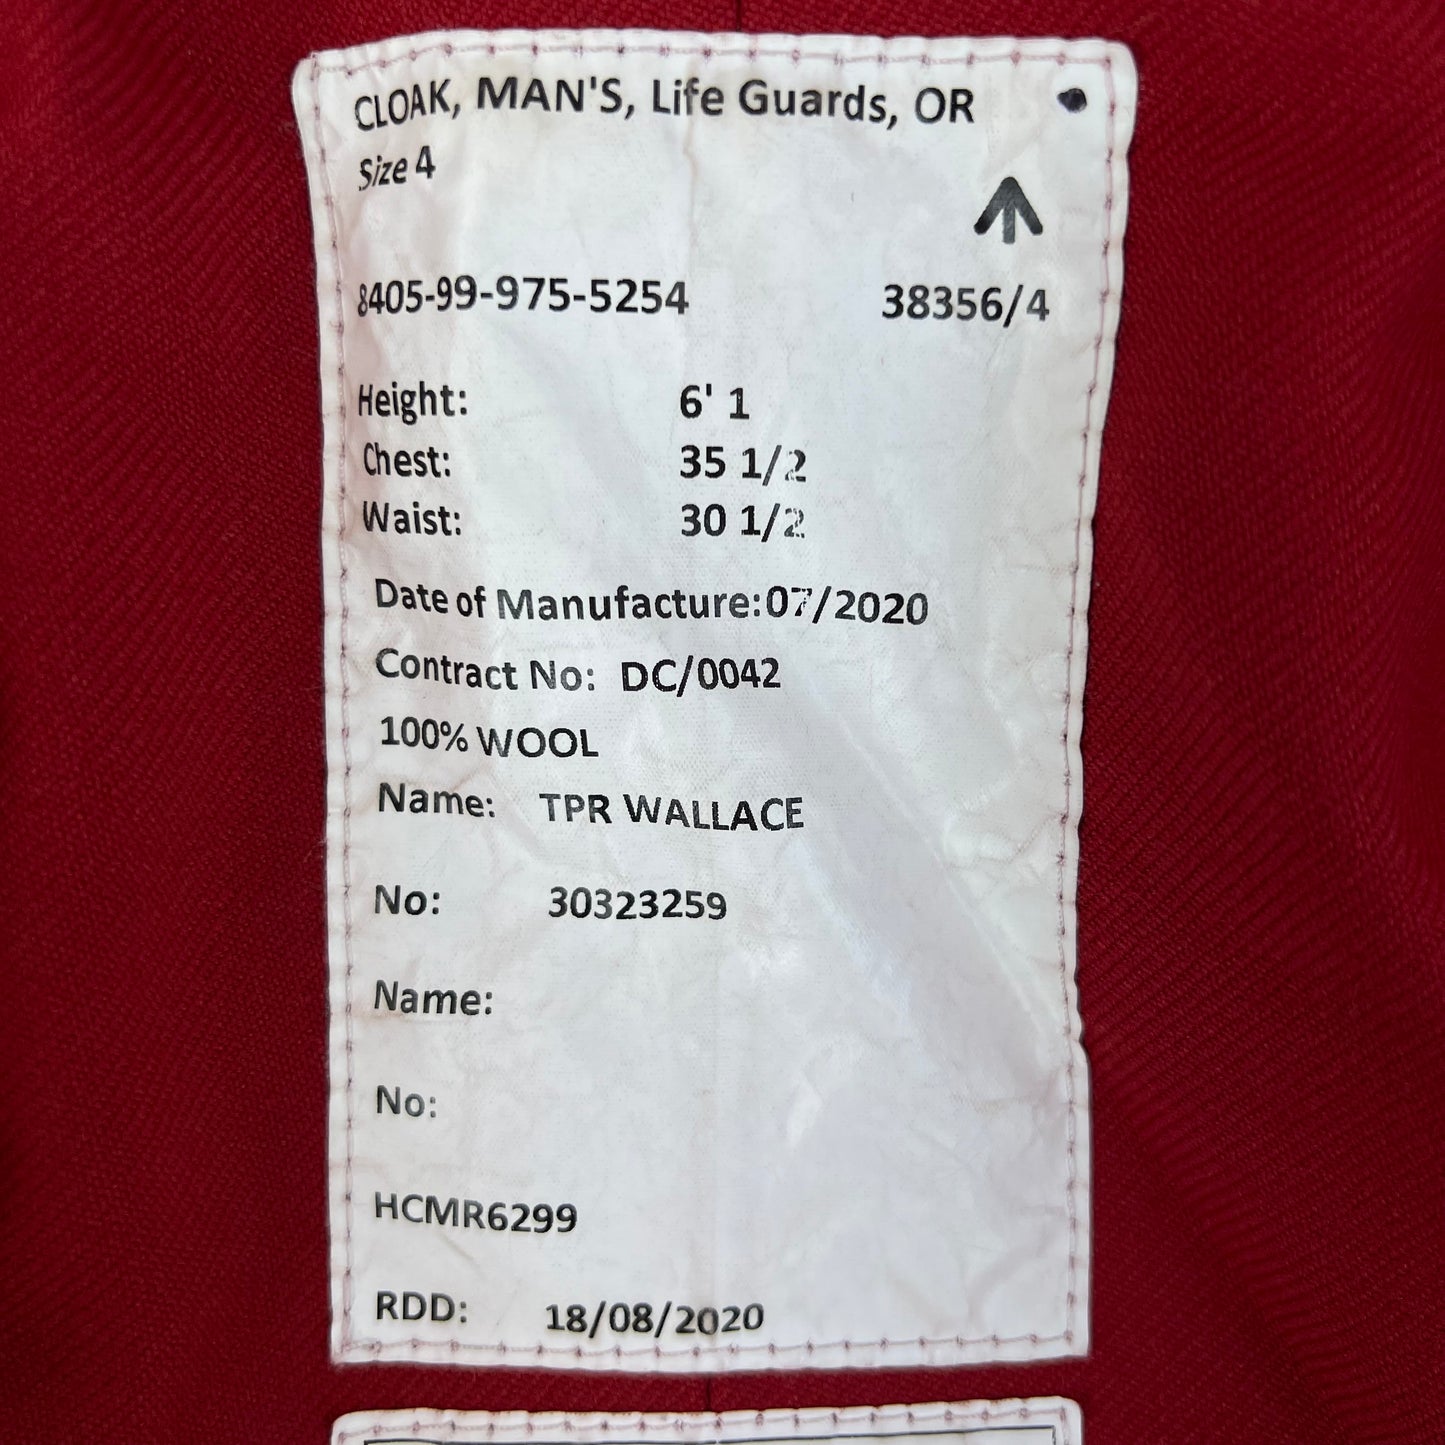 CLOAK, MAN'S, Life Guards, OR
Size 4
8405-99-975-5254 38356/4
Height: 6' 1
Chest: 35 1/2
Waist: 30 1/2
Date of Manufacture:07/2020
Contract No: DC/0042
100% WOOL
Name: TPR WALLACE
No: 30323259
Name:
No:
HCMR6299
RDD: 18/08/2020